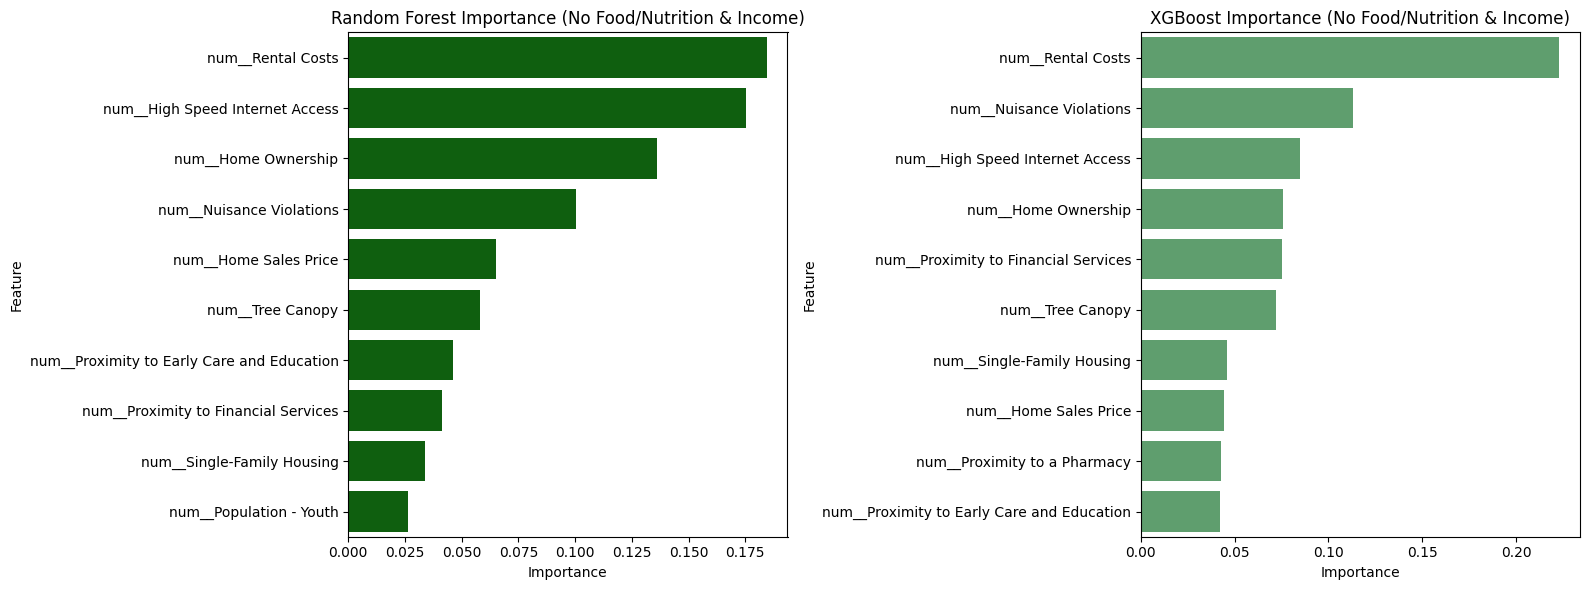 Random Forest Importance (No Food/Nutrition & Income)
Feature
num__Rental Costs
num__High Speed Internet Access
num__Home Ownership
num__Nuisance Violations
num__Home Sales Price
num__Tree Canopy
num__Proximity to Early Care and Education
num__Proximity to Financial Services
num__Single-Family Housing
num__Population - Youth
0.000 0.025 0.050 0.075 0.100 0.125 0.150 0.175
Importance
XGBoost Importance (No Food/Nutrition & Income)
Feature
num__Rental Costs
num__Nuisance Violations
num__High Speed Internet Access
num__Home Ownership
num__Proximity to Financial Services
num__Tree Canopy
num__Single-Family Housing
num__Home Sales Price
num__Proximity to a Pharmacy
num__Proximity to Early Care and Education
0.00 0.05 0.10 0.15 0.20
Importance